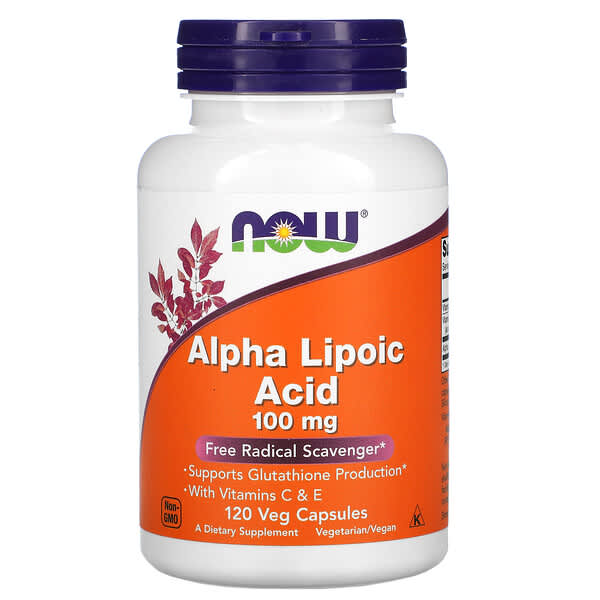 NOW®
Alpha Lipoic
Acid
100 mg
Free Radical Scavenger*
• Supports Glutathione Production*
• With Vitamins C & E
120 Veg Capsules
Non-
GMO
A Dietary Supplement Vegetarian/Vegan
K